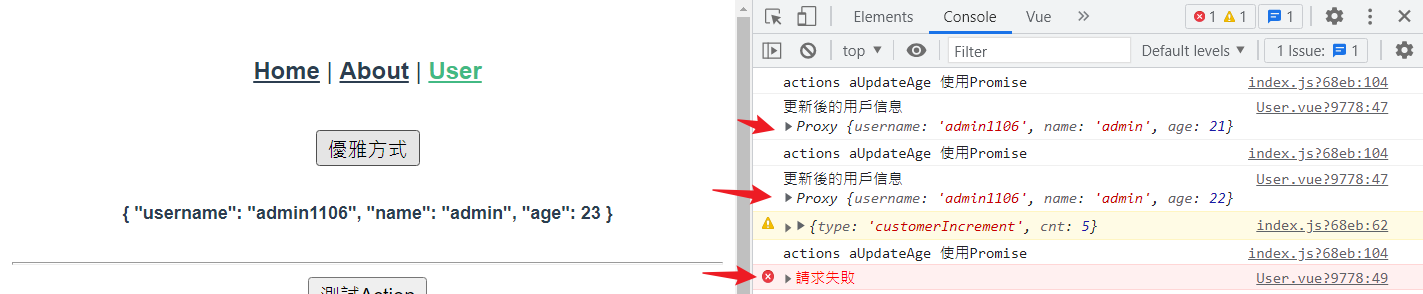 Home | About | User
優雅方式
{ "username": "admin1106", "name": "admin", "age": 23 }
測試Action
Elements Console Vue 1 1 1
top Filter Default levels 1 Issue: 1
actions aUpdateAge 使用Promise index.js?68eb:104
更新後的用戶信息 User.vue?9778:47
Proxy {username: 'admin1106', name: 'admin', age: 21}
actions aUpdateAge 使用Promise index.js?68eb:104
更新後的用戶信息 User.vue?9778:47
Proxy {username: 'admin1106', name: 'admin', age: 22}
{type: 'customerIncrement', cnt: 5} index.js?68eb:62
actions aUpdateAge 使用Promise index.js?68eb:104
請求失敗 User.vue?9778:49